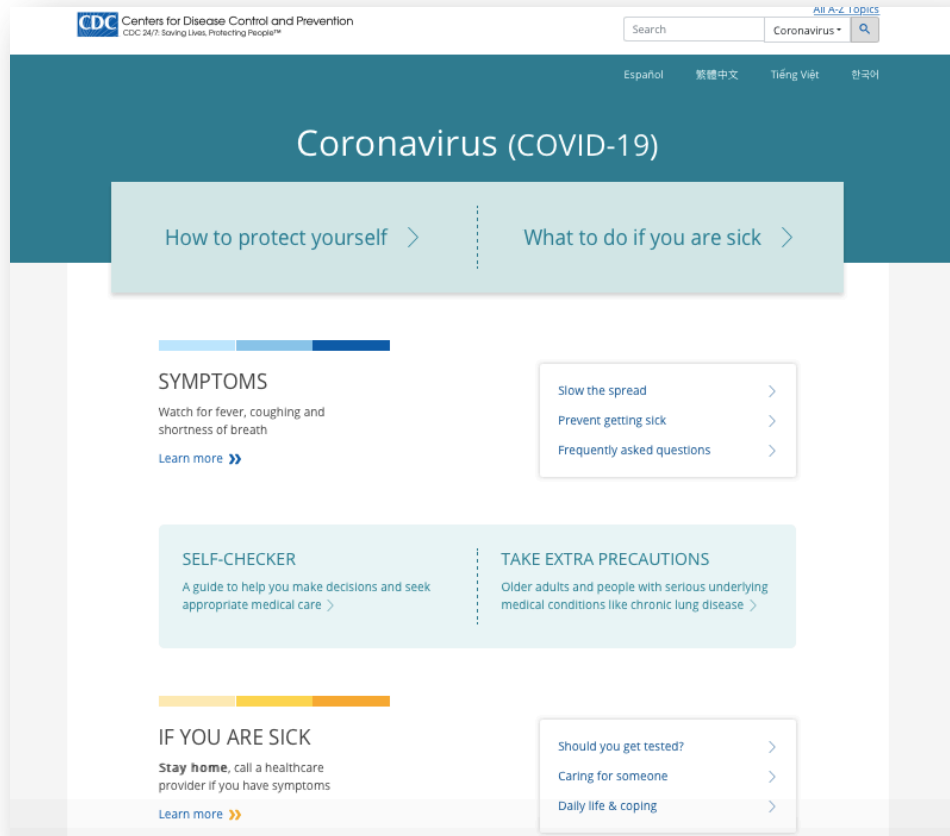 CDC Centers for Disease Control and Prevention
CDC 24/7: Saving Lives, Protecting People™
All A-Z Topics
Search
Coronavirus
Español 繁體中文 Tiếng Việt 한국어
Coronavirus (COVID-19)
How to protect yourself
What to do if you are sick
SYMPTOMS
Watch for fever, coughing and
shortness of breath
Learn more
Slow the spread
Prevent getting sick
Frequently asked questions
SELF-CHECKER
A guide to help you make decisions and seek
appropriate medical care
TAKE EXTRA PRECAUTIONS
Older adults and people with serious underlying
medical conditions like chronic lung disease
IF YOU ARE SICK
Stay home, call a healthcare
provider if you have symptoms
Learn more
Should you get tested?
Caring for someone
Daily life & coping